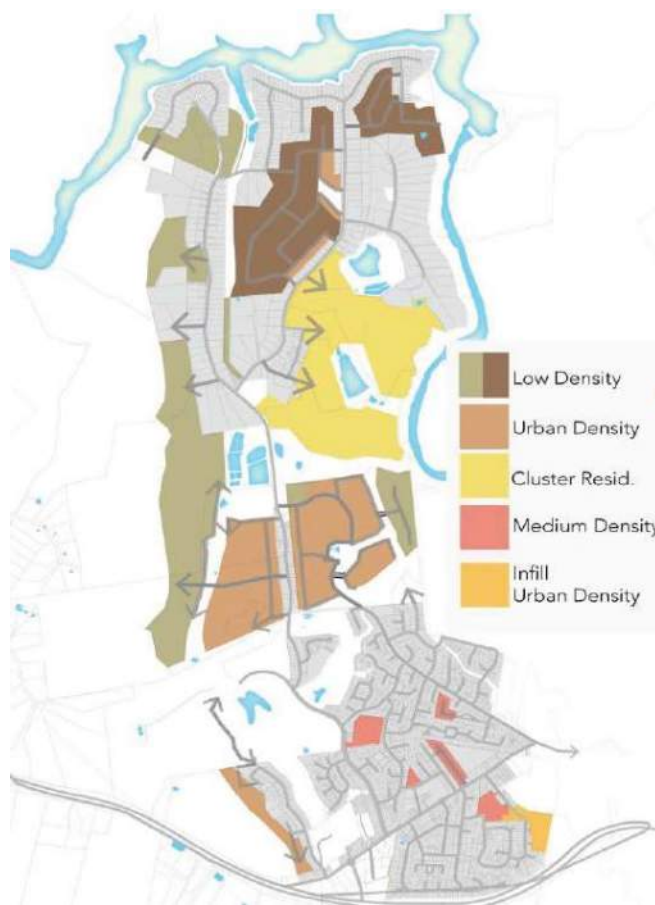 Low Density
Urban Density
Cluster Resid.
Medium Density
Infill
Urban Density